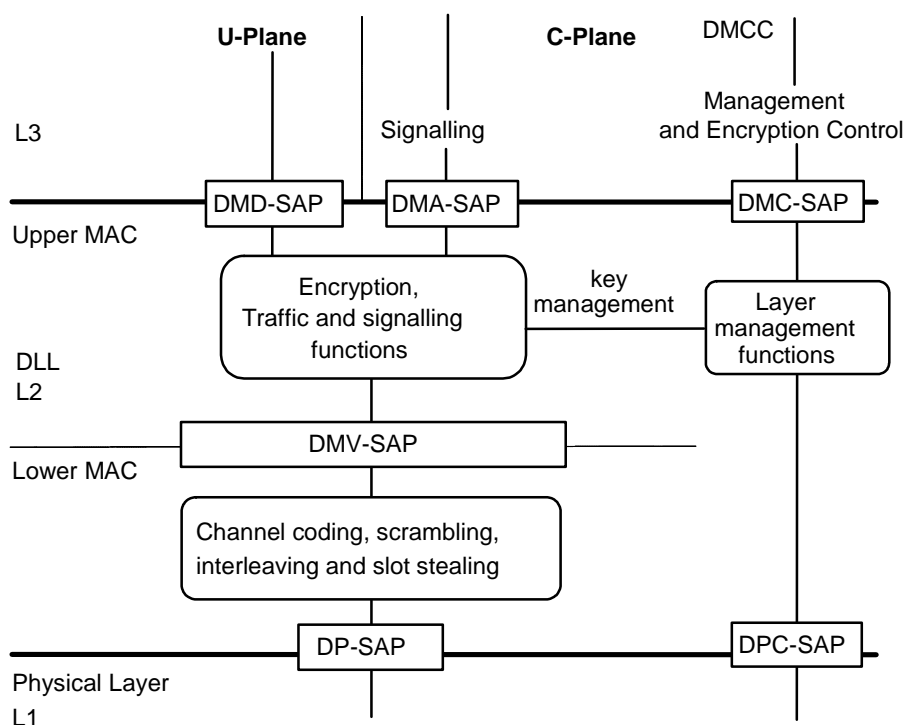 U-Plane
C-Plane
DMCC
L3
Signalling
Management
and Encryption Control
DMD-SAP
DMA-SAP
DMC-SAP
Upper MAC
Encryption,
Traffic and signalling
functions
key
management
Layer
management
functions
DLL
L2
DMV-SAP
Lower MAC
Channel coding, scrambling,
interleaving and slot stealing
DP-SAP
DPC-SAP
Physical Layer
L1